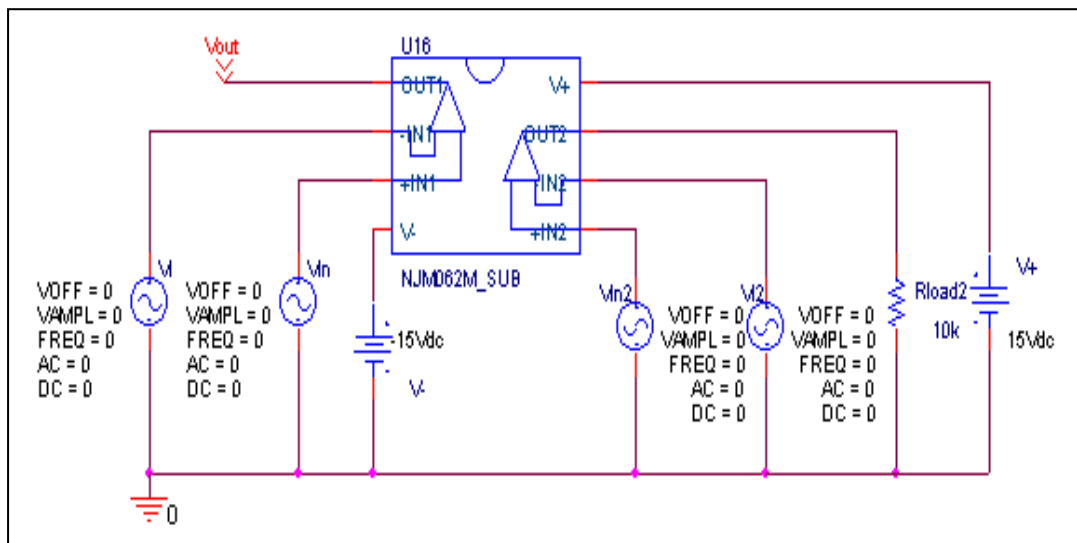 Vout
U16
OUT1
V+
-IN1
OUT2
+IN1
-IN2
V-
+IN2
NJM062M_SUB
VI
VOFF = 0
VAMPL = 0
FREQ = 0
AC = 0
DC = 0
VIn
VOFF = 0
VAMPL = 0
FREQ = 0
AC = 0
DC = 0
-15Vdc
V-
VIn2
VOFF = 0
VAMPL = 0
FREQ = 0
AC = 0
DC = 0
VI2
VOFF = 0
VAMPL = 0
FREQ = 0
AC = 0
DC = 0
Rload2
10k
V+
15Vdc
0